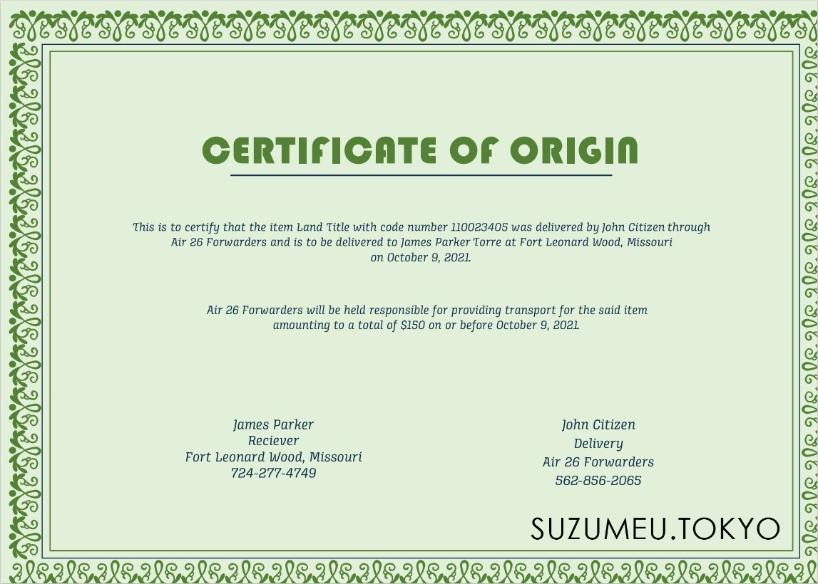 CERTIFICATE OF ORIGIN
This is to certify that the item Land Title with code number 110023405 was delivered by John Citizen through
Air 26 Forwarders and is to be delivered to James Parker Torre at Fort Leonard Wood, Missouri
on October 9, 2021.
Air 26 Forwarders will be held responsible for providing transport for the said item
amounting to a total of $150 on or before October 9, 2021.
James Parker
Reciever
Fort Leonard Wood, Missouri
724-277-4749
John Citizen
Delivery
Air 26 Forwarders
562-856-2065
SUZUMEU.TOKYO